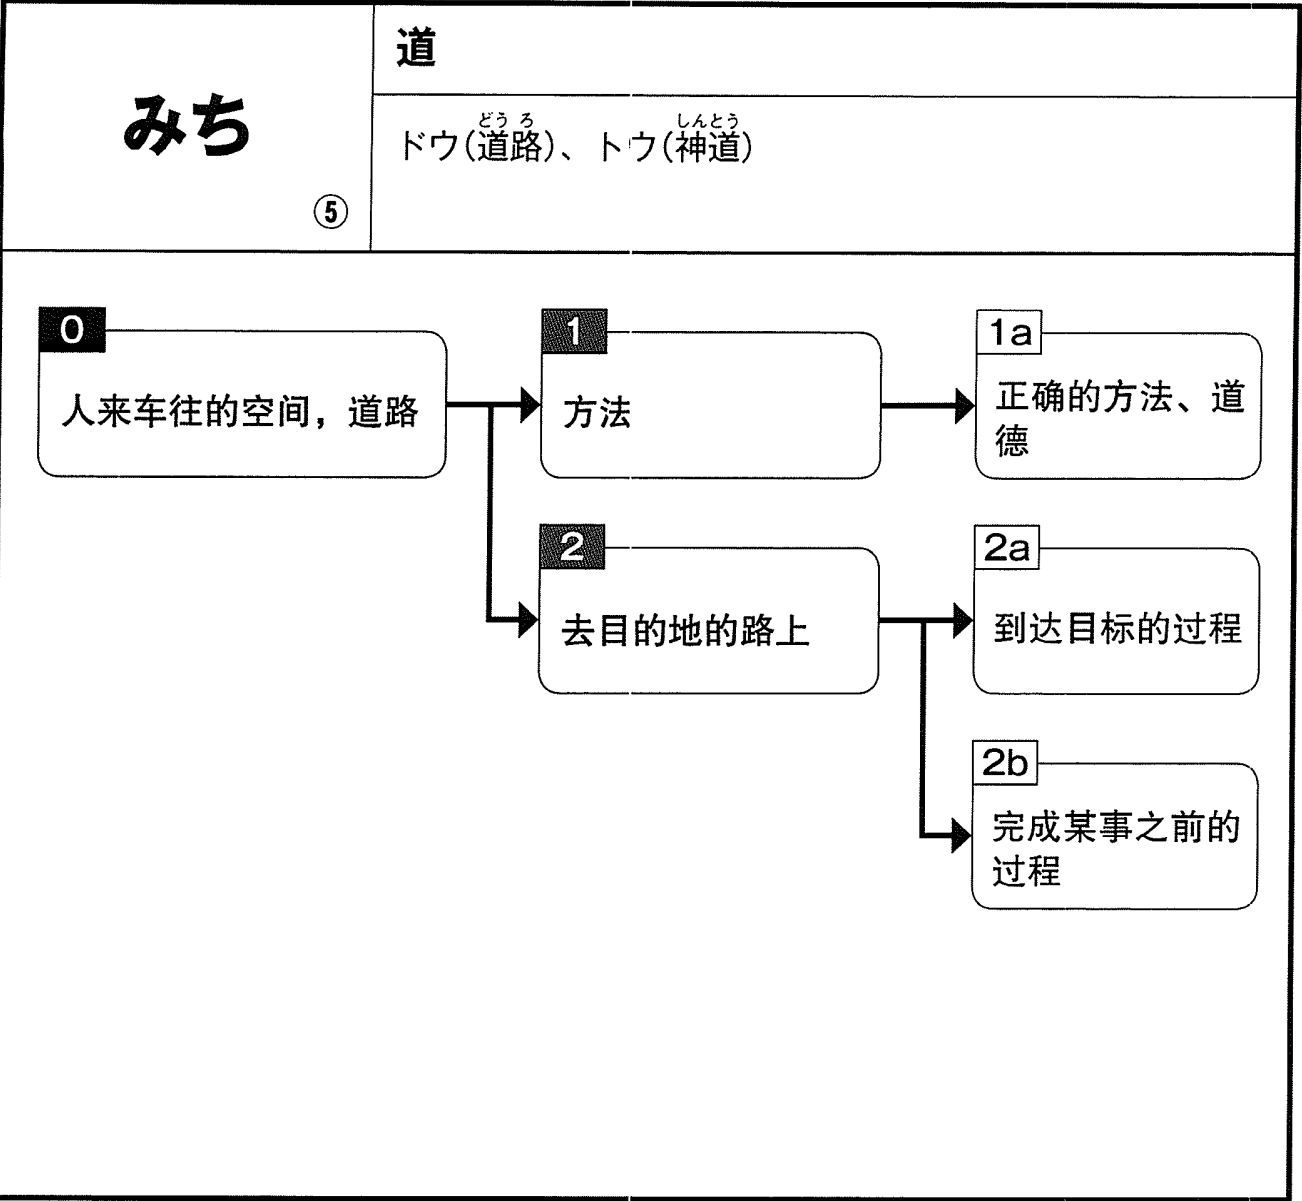 みち
⑤
道
ドウ(道路)、トウ(神道)
どうろ
しんとう
0
人来车往的空间，道路
1
方法
1a
正确的方法、道
德
2
去目的地的路上
2a
到达目标的过程
2b
完成某事之前的
过程